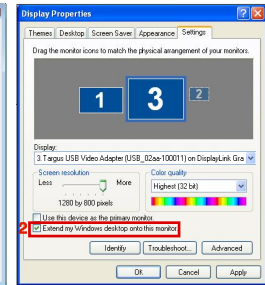 Display Properties
Themes Desktop Screen Saver Appearance Settings
Drag the monitor icons to match the physical arrangement of your monitors.
1 3 2
Display:
3. Targus USB Video Adapter (USB_02aa-100011) on DisplayLink Gra
Screen resolution Color quality
Less More Highest (32 bit)
1280 by 800 pixels
Use this device as the primary monitor.
2 Extend my Windows desktop onto this monitor.
Identify Troubleshoot... Advanced
OK Cancel Apply